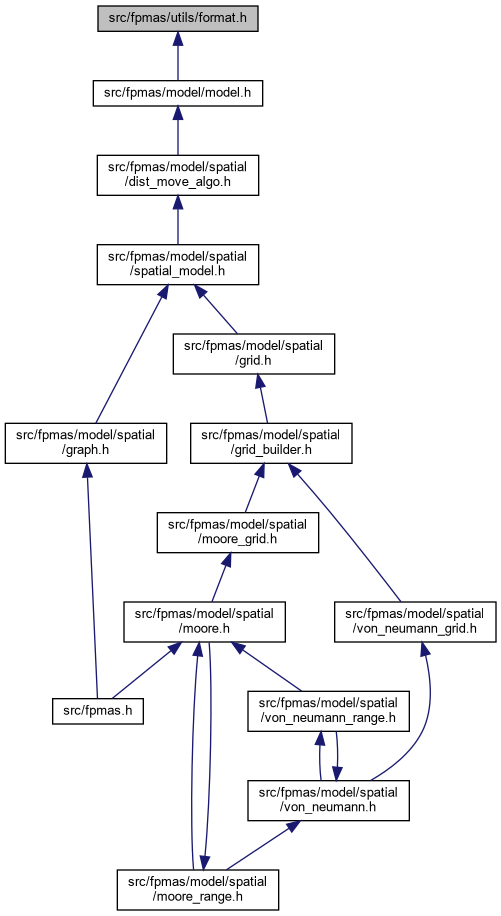 src/fpmas/utils/format.h
src/fpmas/model/model.h
src/fpmas/model/spatial
/dist_move_algo.h
src/fpmas/model/spatial
/spatial_model.h
src/fpmas/model/spatial
/grid.h
src/fpmas/model/spatial
/graph.h
src/fpmas/model/spatial
/grid_builder.h
src/fpmas/model/spatial
/moore_grid.h
src/fpmas/model/spatial
/moore.h
src/fpmas/model/spatial
/von_neumann_grid.h
src/fpmas.h
src/fpmas/model/spatial
/von_neumann_range.h
src/fpmas/model/spatial
/von_neumann.h
src/fpmas/model/spatial
/moore_range.h